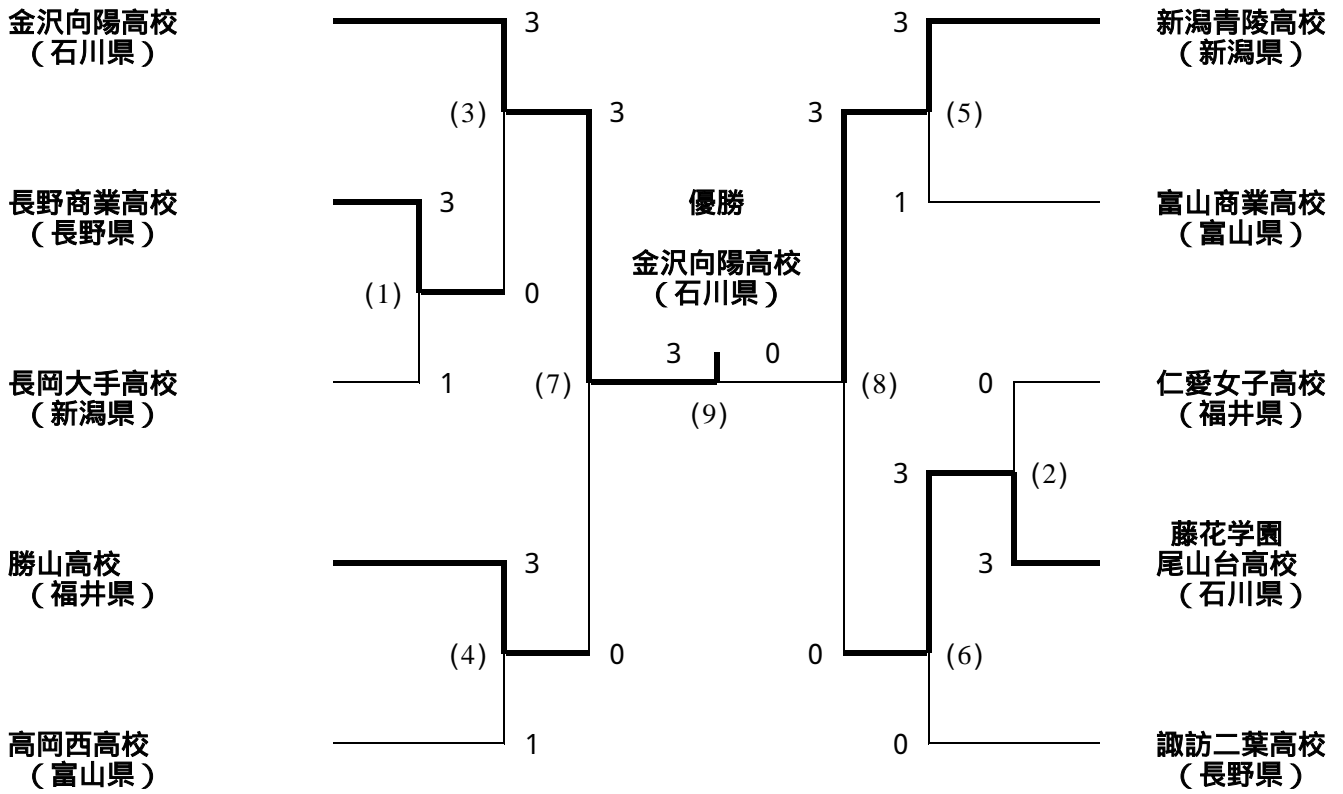 金沢向陽高校
（石川県）
3
3
新潟青陵高校
（新潟県）
(3)
3
3
(5)
長野商業高校
（長野県）
3
優勝
1
富山商業高校
（富山県）
金沢向陽高校
（石川県）
(1)
0
3
0
長岡大手高校
（新潟県）
1
(7)
(9)
(8)
0
仁愛女子高校
（福井県）
3
(2)
勝山高校
（福井県）
3
3
藤花学園
尾山台高校
（石川県）
(4)
0
0
(6)
高岡西高校
（富山県）
1
0
諏訪二葉高校
（長野県）